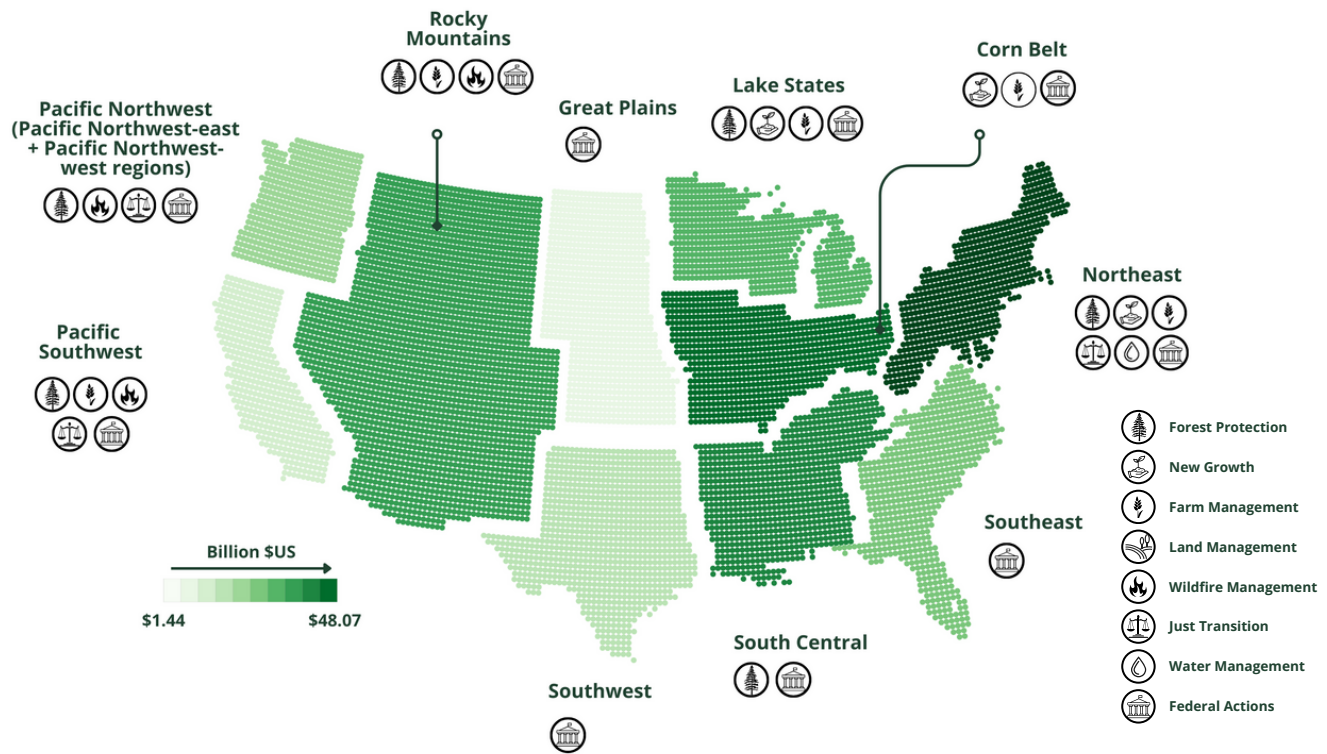 Rocky
Mountains
Corn Belt
Lake States
Great Plains
Pacific Northwest
(Pacific Northwest-east
+ Pacific Northwest-
west regions)
Northeast
Pacific
Southwest
Forest Protection
New Growth
Farm Management
Land Management
Wildfire Management
Just Transition
Water Management
Federal Actions
Southeast
Billion $US
$1.44
$48.07
South Central
Southwest